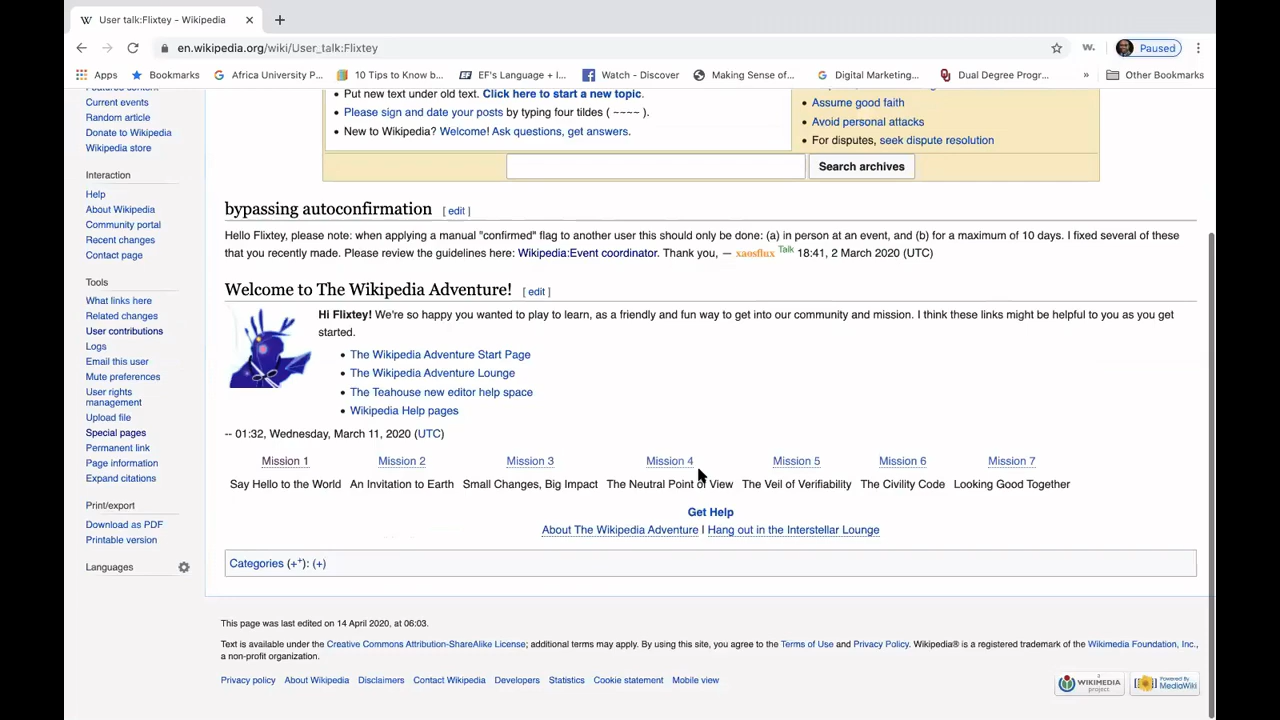 User talk:Flixtey - Wikipedia
en.wikipedia.org/wiki/User_talk:Flixtey
W.
Paused
Apps
Bookmarks
Africa University P...
10 Tips to Know b...
EF's Language + I...
Watch - Discover
Making Sense of...
Digital Marketing...
Dual Degree Progr...
»
Other Bookmarks
Current events
Random article
Donate to Wikipedia
Wikipedia store
Interaction
Help
About Wikipedia
Community portal
Recent changes
Contact page
Tools
What links here
Related changes
User contributions
Logs
Email this user
Mute preferences
User rights
management
Upload file
Special pages
Permanent link
Page information
Expand citations
Print/export
Download as PDF
Printable version
Languages
• Put new text under old text. Click here to start a new topic.
• Please sign and date your posts by typing four tildes ( ~~~~ ).
• New to Wikipedia? Welcome! Ask questions, get answers.
• Assume good faith
• Avoid personal attacks
• For disputes, seek dispute resolution
Search archives
bypassing autoconfirmation [ edit ]
Hello Flixtey, please note: when applying a manual "confirmed" flag to another user this should only be done: (a) in person at an event, and (b) for a maximum of 10 days. I fixed several of these
that you recently made. Please review the guidelines here: Wikipedia:Event coordinator. Thank you, — xaosflux Talk 18:41, 2 March 2020 (UTC)
Welcome to The Wikipedia Adventure! [ edit ]
Hi Flixtey! We're so happy you wanted to play to learn, as a friendly and fun way to get into our community and mission. I think these links might be helpful to you as you get
started.
• The Wikipedia Adventure Start Page
• The Wikipedia Adventure Lounge
• The Teahouse new editor help space
• Wikipedia Help pages
-- 01:32, Wednesday, March 11, 2020 (UTC)
Mission 1 Mission 2 Mission 3 Mission 4 Mission 5 Mission 6 Mission 7
Say Hello to the World An Invitation to Earth Small Changes, Big Impact The Neutral Point of View The Veil of Verifiability The Civility Code Looking Good Together
Get Help
About The Wikipedia Adventure | Hang out in the Interstellar Lounge
Categories (++): (+)
This page was last edited on 14 April 2020, at 06:03.
Text is available under the Creative Commons Attribution-ShareAlike License; additional terms may apply. By using this site, you agree to the Terms of Use and Privacy Policy. Wikipedia® is a registered trademark of the Wikimedia Foundation, Inc.,
a non-profit organization.
Privacy policy About Wikipedia Disclaimers Contact Wikipedia Developers Statistics Cookie statement Mobile view
A WIKIMEDIA project
Powered By MediaWiki